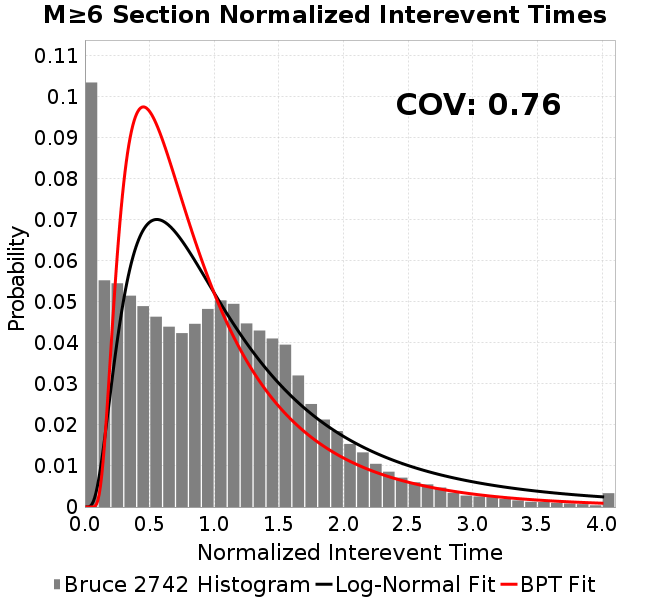 M≥6 Section Normalized Interevent Times
COV: 0.76
Probability
0.11
0.1
0.09
0.08
0.07
0.06
0.05
0.04
0.03
0.02
0.01
0
0.0 0.5 1.0 1.5 2.0 2.5 3.0 3.5 4.0
Normalized Interevent Time
Bruce 2742 Histogram Log-Normal Fit BPT Fit